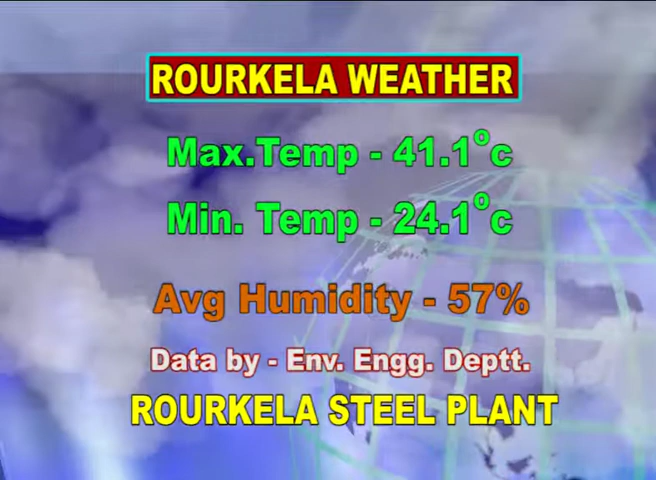 ROURKELA WEATHER
Max.Temp - 41.1°c
Min. Temp - 24.1°c
Avg Humidity - 57%
Data by - Env. Engg. Deptt.
ROURKELA STEEL PLANT